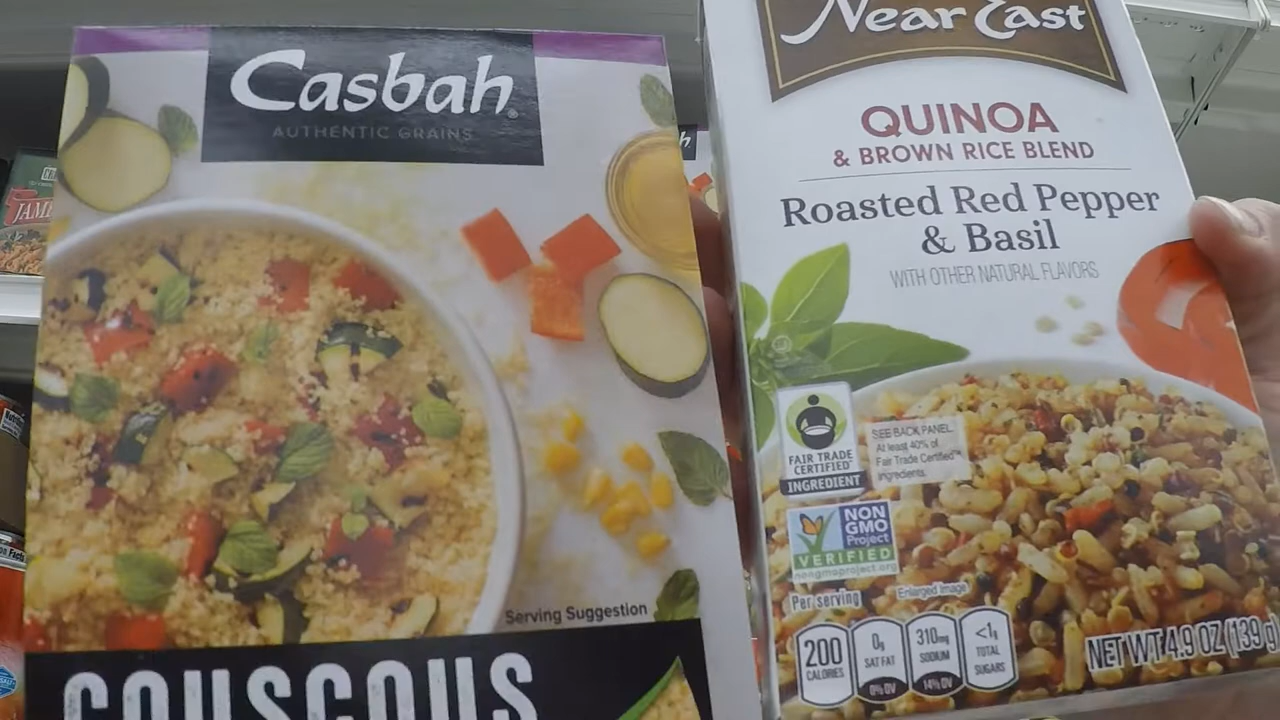 Casbah®
AUTHENTIC GRAINS
Serving Suggestion
COUSCOUS
Near East
QUINOA
& BROWN RICE BLEND
Roasted Red Pepper
& Basil
WITH OTHER NATURAL FLAVORS
FAIR TRADE
CERTIFIED™
INGREDIENT
SEE BACK PANEL.
At least 40% of
Fair Trade Certified™
ingredients.
NON
GMO
Project
VERIFIED
nongmoproject.org
Per serving
Enlarged Image
200
CALORIES
0g
SAT FAT
0% DV
310mg
SODIUM
14% DV
<1g
TOTAL
SUGARS
NET WT 4.9 OZ (139 g)